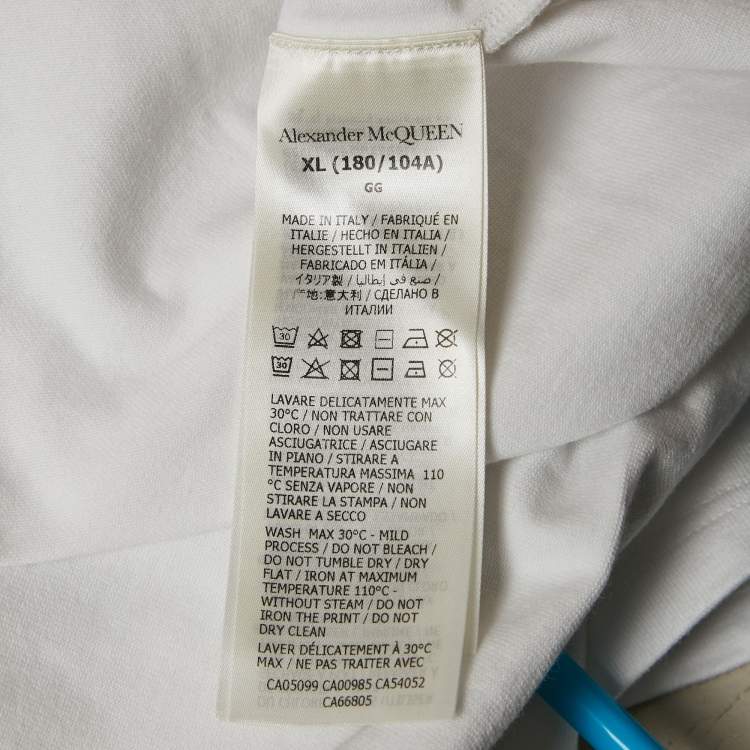 Alexander McQUEEN
XL (180/104A)
GG
MADE IN ITALY / FABRIQUÉ EN
ITALIE / HECHO EN ITALIA /
HERGESTELLT IN ITALIEN /
FABRICADO EM ITÁLIA /
イタリア製 / صنع في إيطاليا /
地:意大利 / СДЕЛАНО В
ИТАЛИИ
30
30
LAVARE DELICATAMENTE MAX
30°C / NON TRATTARE CON
CLORO / NON USARE
ASCIUGATRICE / ASCIUGARE
IN PIANO / STIRARE A
TEMPERATURA MASSIMA 110
°C SENZA VAPORE / NON
STIRARE LA STAMPA / NON
LAVARE A SECCO
WASH MAX 30°C - MILD
PROCESS / DO NOT BLEACH /
DO NOT TUMBLE DRY / DRY
FLAT / IRON AT MAXIMUM
TEMPERATURE 110°C -
WITHOUT STEAM / DO NOT
IRON THE PRINT / DO NOT
DRY CLEAN
LAVER DÉLICATEMENT À 30°C
MAX / NE PAS TRAITER AVEC
CA05099 CA00985 CA54052
CA66805